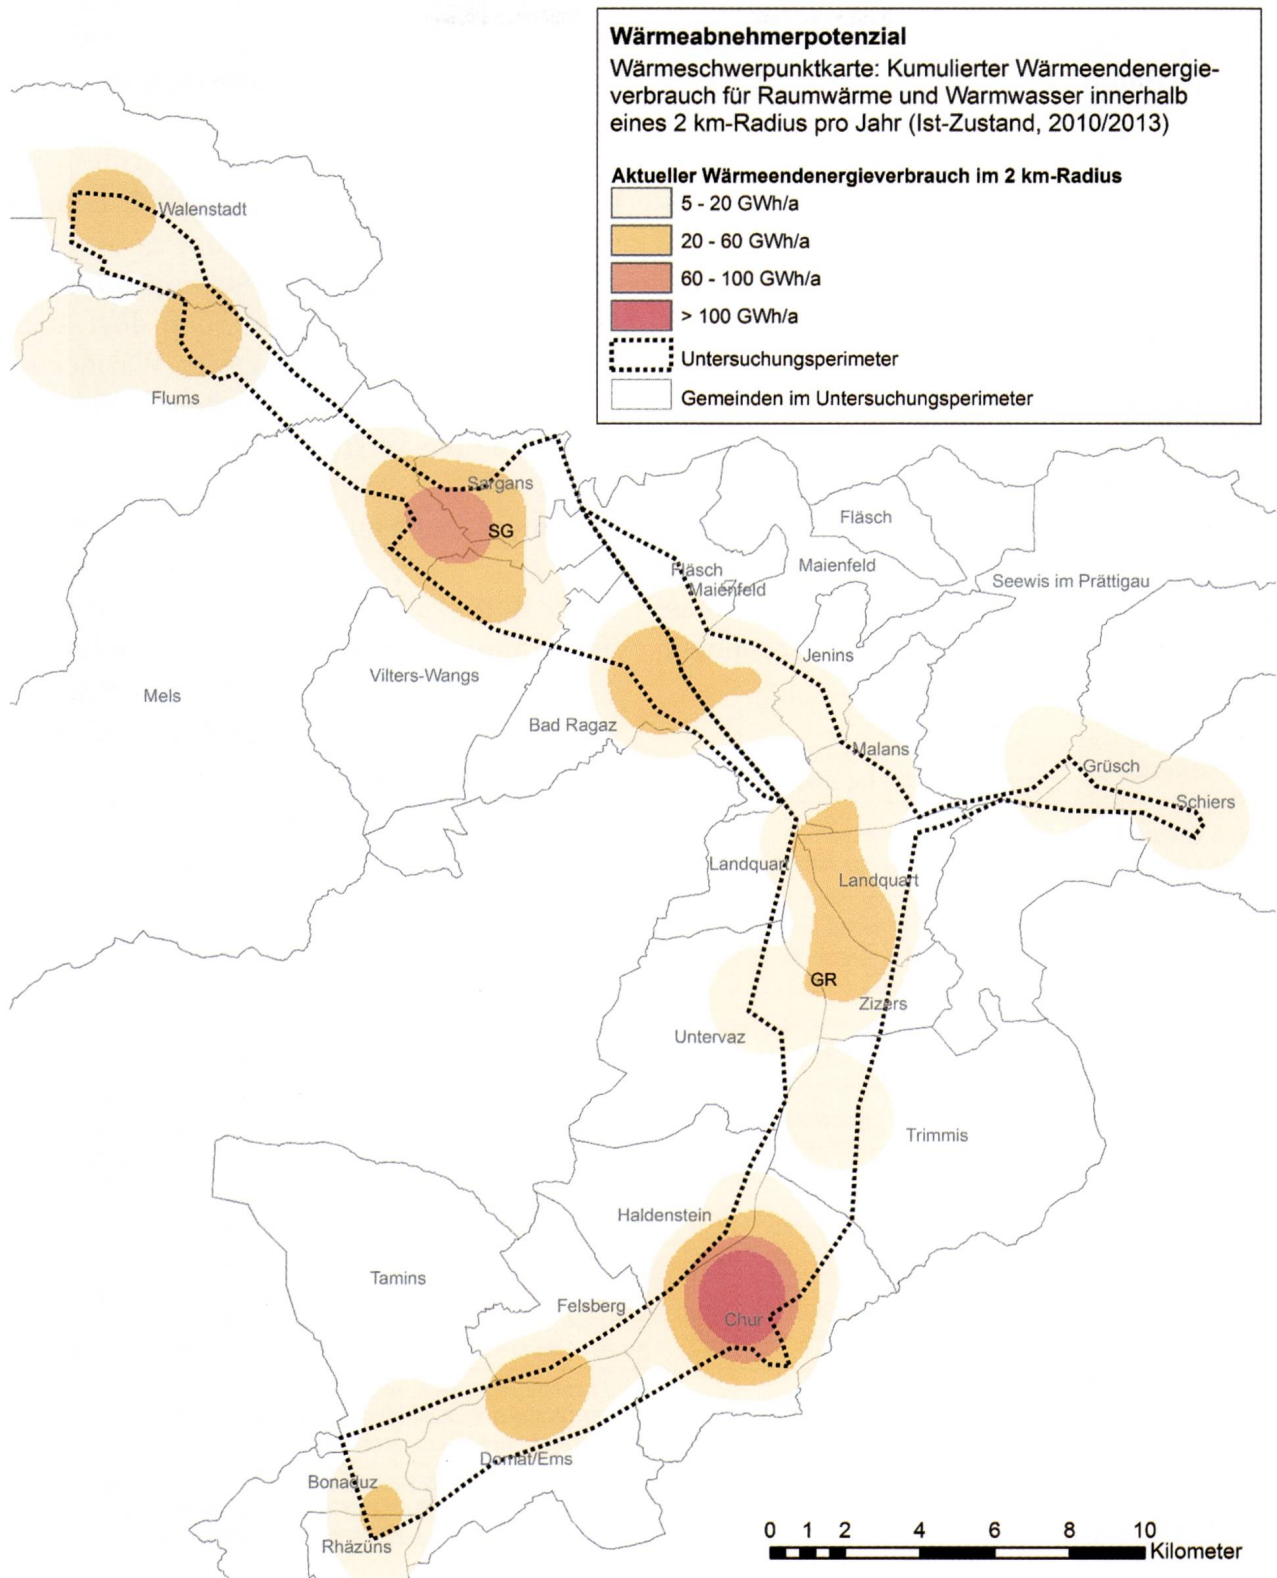 Wärmeabnehmerpotenzial
Wärmeschwerpunktkarte: Kumulierter Wärmeendenergie-
verbrauch für Raumwärme und Warmwasser innerhalb
eines 2 km-Radius pro Jahr (Ist-Zustand, 2010/2013)
Aktueller Wärmeendenergieverbrauch im 2 km-Radius
5 - 20 GWh/a
20 - 60 GWh/a
60 - 100 GWh/a
> 100 GWh/a
Untersuchungsperimeter
Gemeinden im Untersuchungsperimeter
Walenstadt
Flums
Sargans
SG
Fläsch
Maienfeld
Fläsch
Maienfeld
Seewis im Prättigau
Jenins
Vilters-Wangs
Mels
Bad Ragaz
Malans
Grüsch
Schiers
Landquart
Landquart
GR
Zizers
Untervaz
Trimmis
Haldenstein
Tamins
Felsberg
Chur
Domat/Ems
Bonaduz
Rhäzüns
0 1 2 4 6 8 10
Kilometer